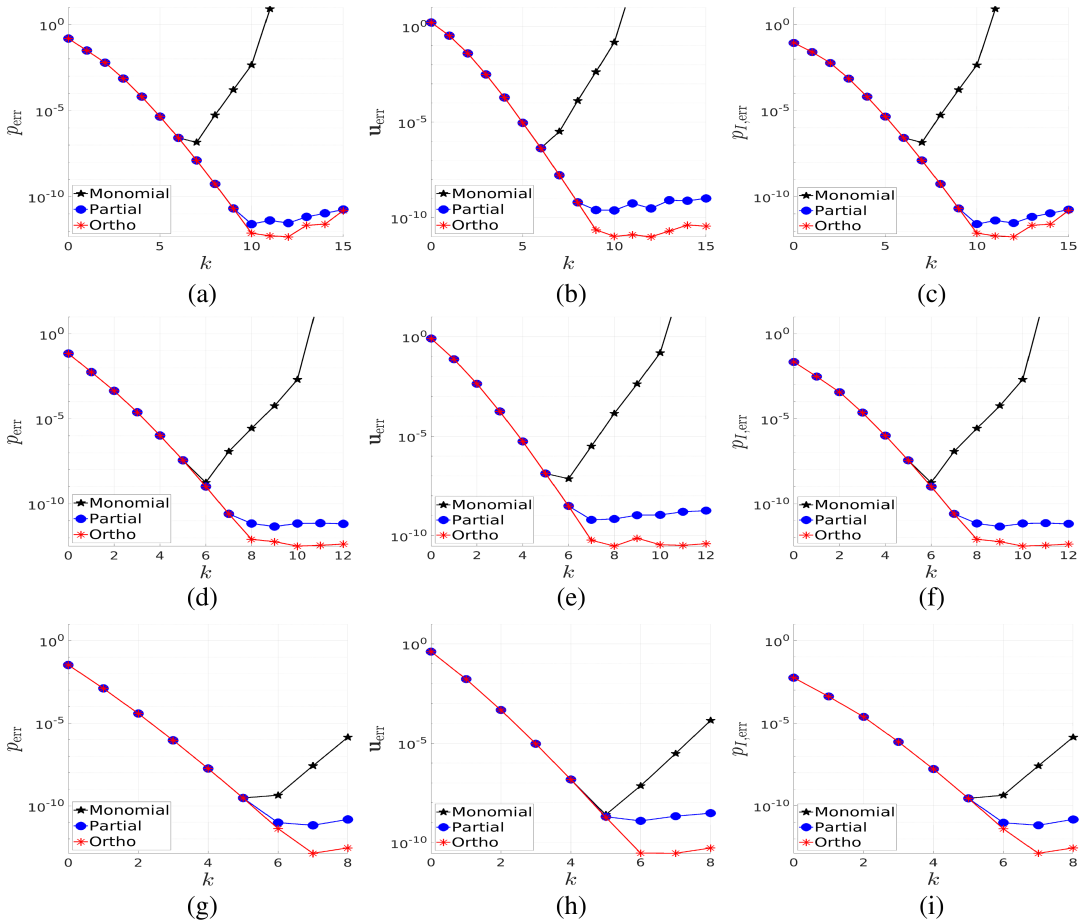 10^0
10^-5
10^-10
p_err
Monomial
Partial
Ortho
0 5 10 15
k
(a)
10^0
10^-5
10^-10
u_err
Monomial
Partial
Ortho
0 5 10 15
k
(b)
10^0
10^-5
10^-10
p_I,err
Monomial
Partial
Ortho
0 5 10 15
k
(c)
10^0
10^-5
10^-10
p_err
Monomial
Partial
Ortho
0 2 4 6 8 10 12
k
(d)
10^0
10^-5
10^-10
u_err
Monomial
Partial
Ortho
0 2 4 6 8 10 12
k
(e)
10^0
10^-5
10^-10
p_I,err
Monomial
Partial
Ortho
0 2 4 6 8 10 12
k
(f)
10^0
10^-5
10^-10
p_err
Monomial
Partial
Ortho
0 2 4 6 8
k
(g)
10^0
10^-5
10^-10
u_err
Monomial
Partial
Ortho
0 2 4 6 8
k
(h)
10^0
10^-5
10^-10
p_I,err
Monomial
Partial
Ortho
0 2 4 6 8
k
(i)